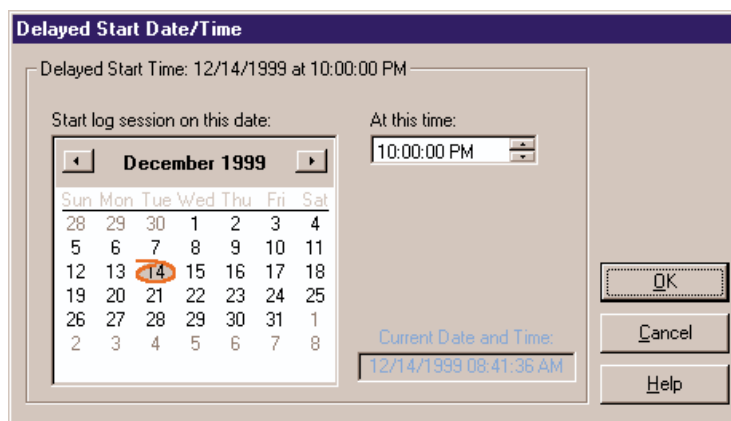 Delayed Start Date/Time
Delayed Start Time: 12/14/1999 at 10:00:00 PM
Start log session on this date:
At this time:
December 1999
10:00:00 PM
Sun Mon Tue Wed Thu Fri Sat
28 29 30 1 2 3 4
5 6 7 8 9 10 11
12 13 14 15 16 17 18
19 20 21 22 23 24 25
26 27 28 29 30 31 1
2 3 4 5 6 7 8
Current Date and Time:
12/14/1999 08:41:36 AM
OK
Cancel
Help